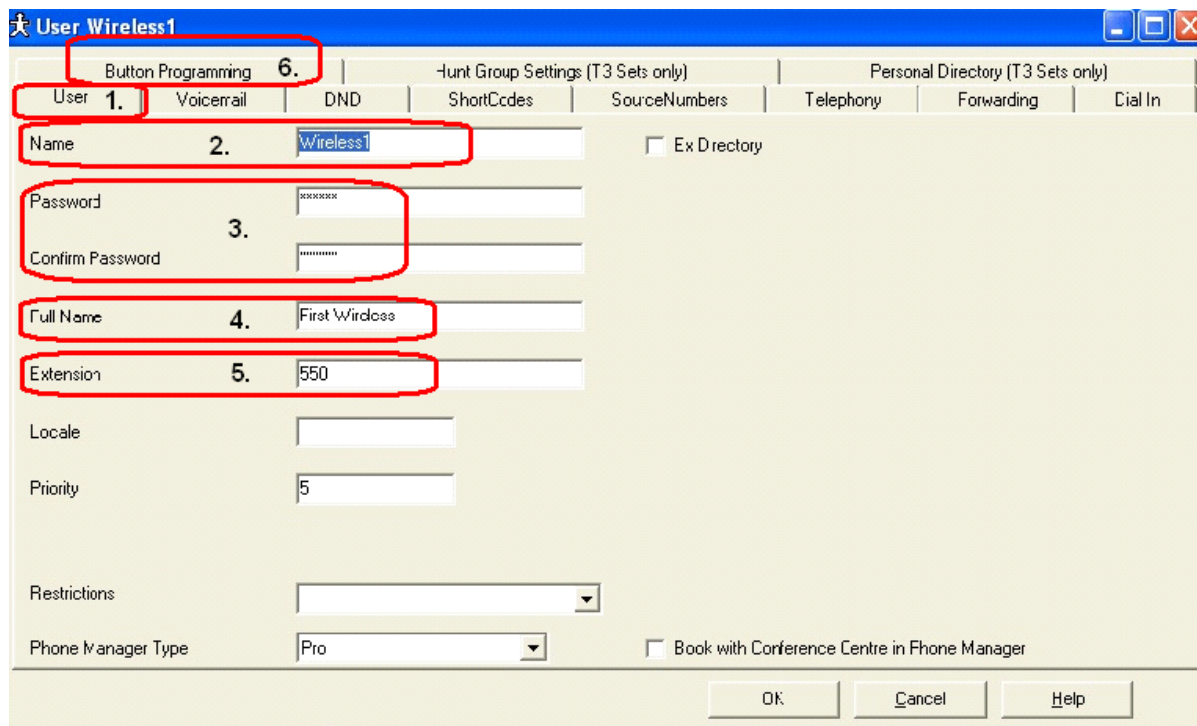 User Wireless1
Button Programming 6. Hunt Group Settings (T3 Sets only) Personal Directory (T3 Sets only)
User 1. Voicemail DND ShortCodes SourceNumbers Telephony Forwarding Dial In
Name 2. Wireless1 Ex Directory
Password ******
3.
Confirm Password
Full Name 4. First Wireless
Extension 5. 550
Locale
Priority 5
Restrictions
Phone Manager Type Pro Book with Conference Centre in Phone Manager
OK Cancel Help